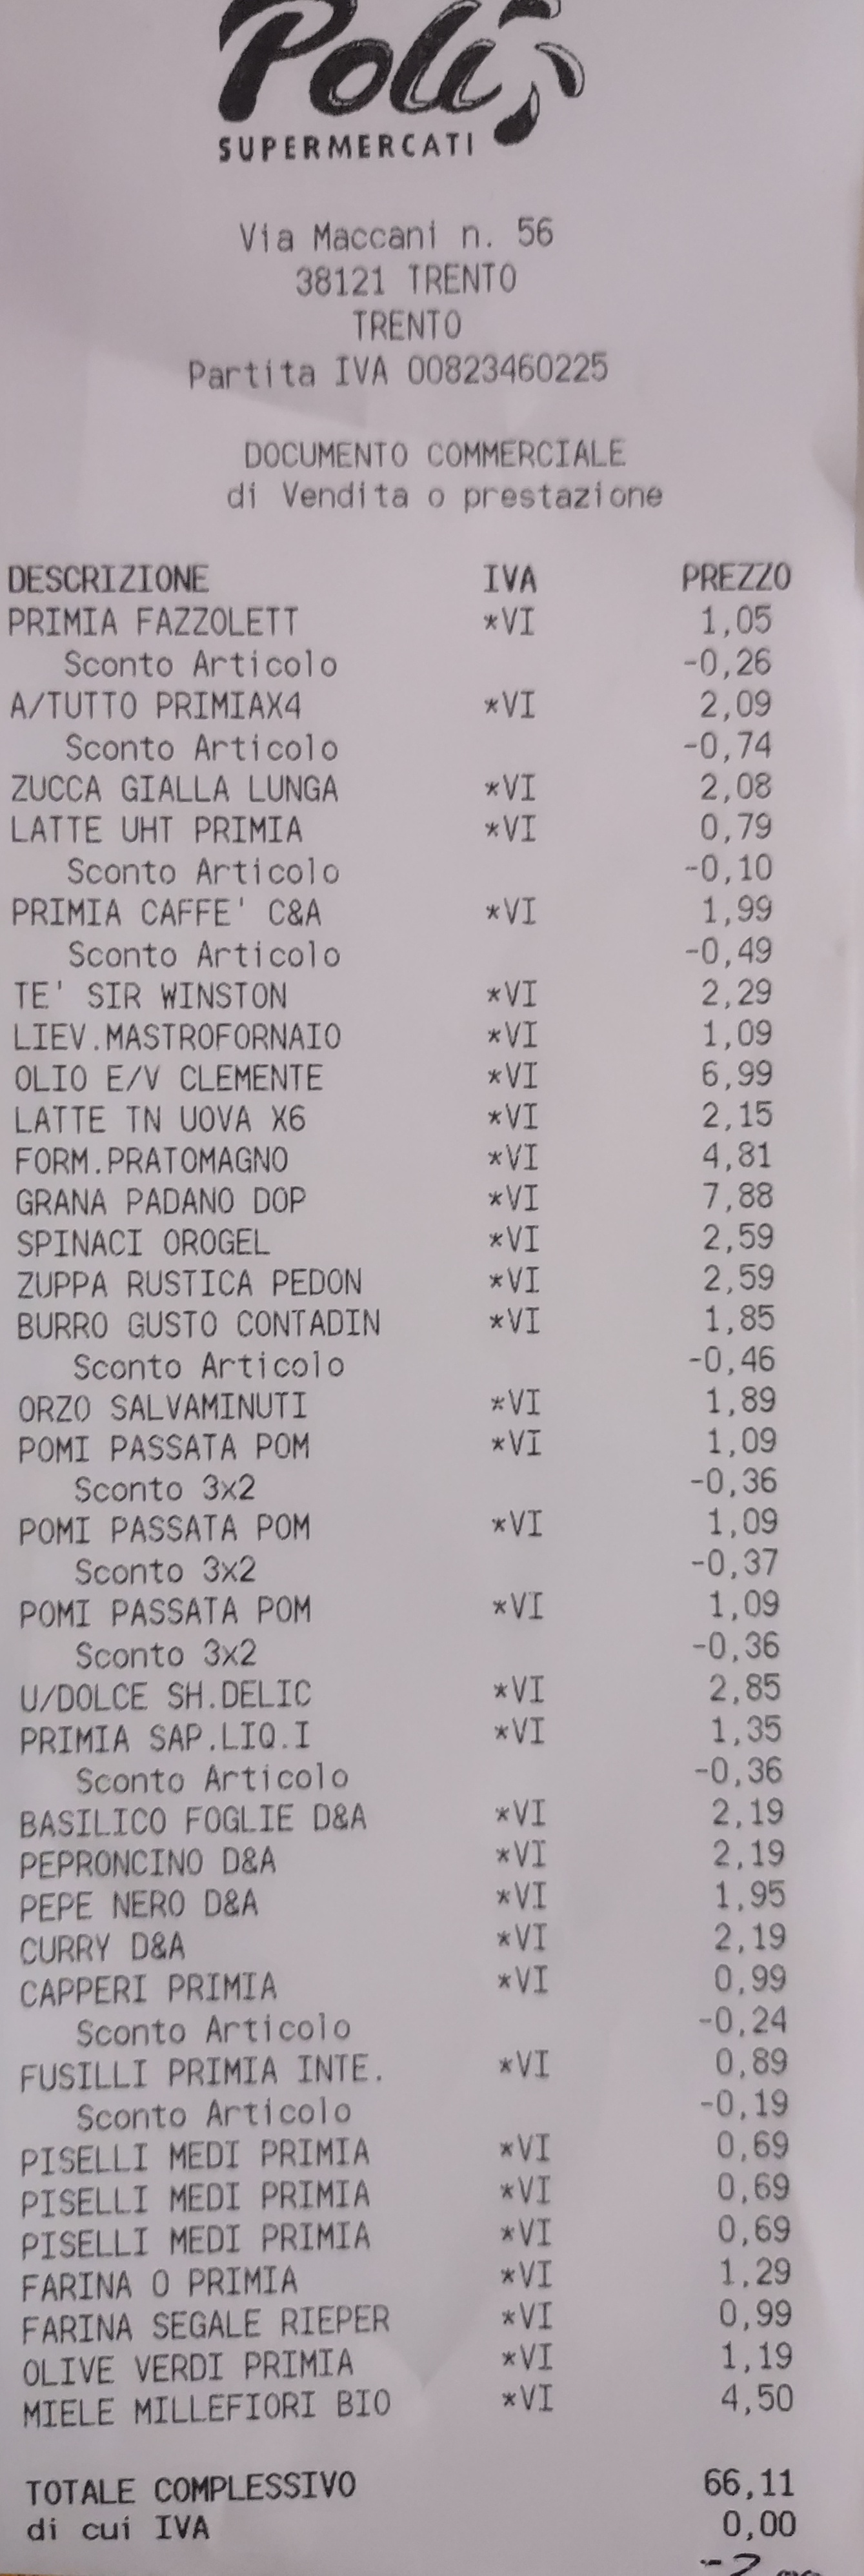 Poli
SUPERMERCATI
Via Maccani n. 56
38121 TRENTO
TRENTO
Partita IVA 00823460225
DOCUMENTO COMMERCIALE
di Vendita o prestazione
DESCRIZIONE IVA PREZZO
PRIMIA FAZZOLETT *VI 1,05
Sconto Articolo -0,26
A/TUTTO PRIMIAX4 *VI 2,09
Sconto Articolo -0,74
ZUCCA GIALLA LUNGA *VI 2,08
LATTE UHT PRIMIA *VI 0,79
Sconto Articolo -0,10
PRIMIA CAFFE' C&A *VI 1,99
Sconto Articolo -0,49
TE' SIR WINSTON *VI 2,29
LIEV.MASTROFORNAIO *VI 1,09
OLIO E/V CLEMENTE *VI 6,99
LATTE TN UOVA X6 *VI 2,15
FORM.PRATOMAGNO *VI 4,81
GRANA PADANO DOP *VI 7,88
SPINACI OROGEL *VI 2,59
ZUPPA RUSTICA PEDON *VI 2,59
BURRO GUSTO CONTADIN *VI 1,85
Sconto Articolo -0,46
ORZO SALVAMINUTI *VI 1,89
POMI PASSATA POM *VI 1,09
Sconto 3x2 -0,36
POMI PASSATA POM *VI 1,09
Sconto 3x2 -0,37
POMI PASSATA POM *VI 1,09
Sconto 3x2 -0,36
U/DOLCE SH.DELIC *VI 2,85
PRIMIA SAP.LIQ.I *VI 1,35
Sconto Articolo -0,36
BASILICO FOGLIE D&A *VI 2,19
PEPRONCINO D&A *VI 2,19
PEPE NERO D&A *VI 1,95
CURRY D&A *VI 2,19
CAPPERI PRIMIA *VI 0,99
Sconto Articolo -0,24
FUSILLI PRIMIA INTE. *VI 0,89
Sconto Articolo -0,19
PISELLI MEDI PRIMIA *VI 0,69
PISELLI MEDI PRIMIA *VI 0,69
PISELLI MEDI PRIMIA *VI 0,69
FARINA 0 PRIMIA *VI 1,29
FARINA SEGALE RIEPER *VI 0,99
OLIVE VERDI PRIMIA *VI 1,19
MIELE MILLEFIORI BIO *VI 4,50
TOTALE COMPLESSIVO 66,11
di cui IVA 0,00